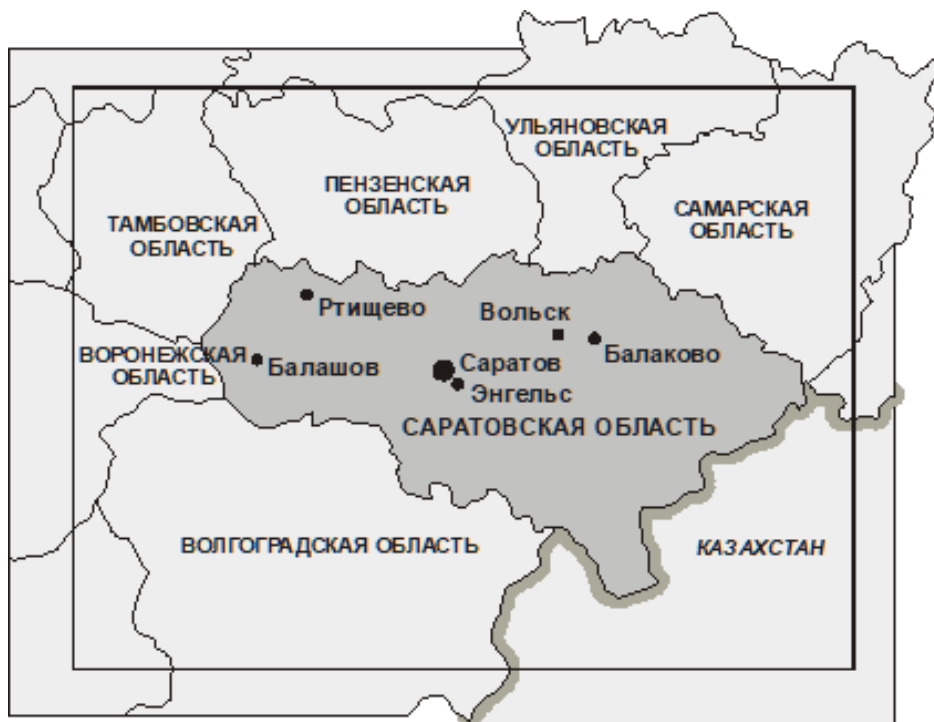 УЛЬЯНОВСКАЯ
ОБЛАСТЬ
ПЕНЗЕНСКАЯ
ОБЛАСТЬ
САМАРСКАЯ
ОБЛАСТЬ
ТАМБОВСКАЯ
ОБЛАСТЬ
Ртищево
Вольск
Балаково
ВОРОНЕЖСКАЯ
ОБЛАСТЬ
Балашов
Саратов
Энгельс
САРАТОВСКАЯ ОБЛАСТЬ
ВОЛГОГРАДСКАЯ ОБЛАСТЬ
КАЗАХСТАН